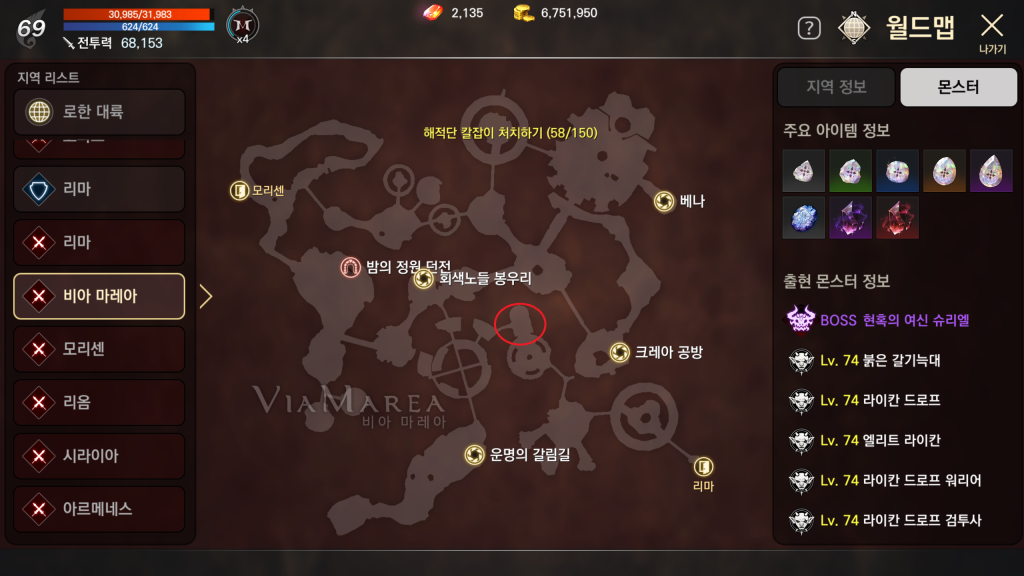 69
30,985/31,983
624/624
전투력 68,153
M
x4
2,135
6,751,950
?
월드맵
나가기
지역 리스트
로한 대륙
리마
리마
비아 마레아
모리센
리옴
시라이아
아르메네스
해적단 칼잡이 처치하기 (58/150)
모리센
베나
밤의 정원 던전
회색노들 봉우리
크레아 공방
VIA MAREA
비아 마레아
운명의 갈림길
리마
지역 정보
몬스터
주요 아이템 정보
출현 몬스터 정보
BOSS 현혹의 여신 슈리엘
Lv. 74 붉은 갈기늑대
Lv. 74 라이칸 드로프
Lv. 74 엘리트 라이칸
Lv. 74 라이칸 드로프 워리어
Lv. 74 라이칸 드로프 검투사